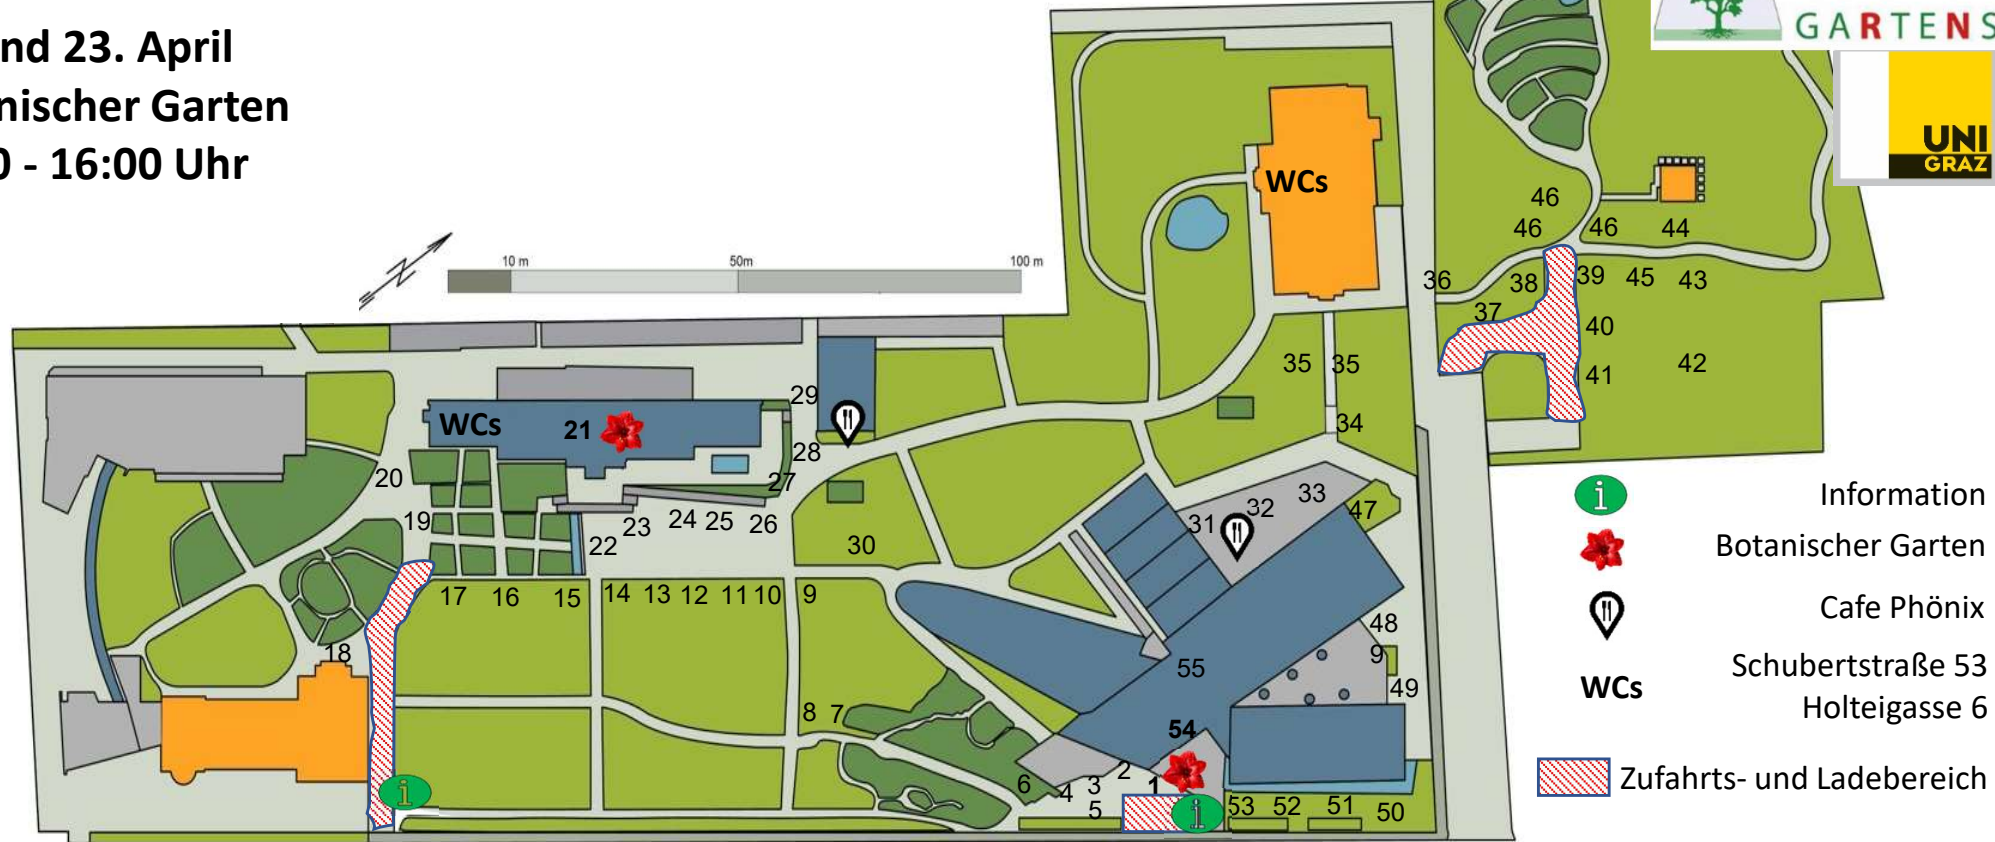 nd 23. April
nischer Garten
0 - 16:00 Uhr
GARTENS
UNI
GRAZ
10 m
50m
100 m
WCs
46
46
46
44
36
38
39
45
43
37
40
41
42
35
35
34
29
28
27
WCs
21
20
19
22
23
24
25
26
30
31
32
33
47
17
16
15
14
13
12
11
10
9
18
8
7
55
48
9
49
54
6
4
3
5
2
1
53
52
51
50
i
i
i
Information
Botanischer Garten
Cafe Phönix
WCs
Schubertstraße 53
Holteigasse 6
Zufahrts- und Ladebereich